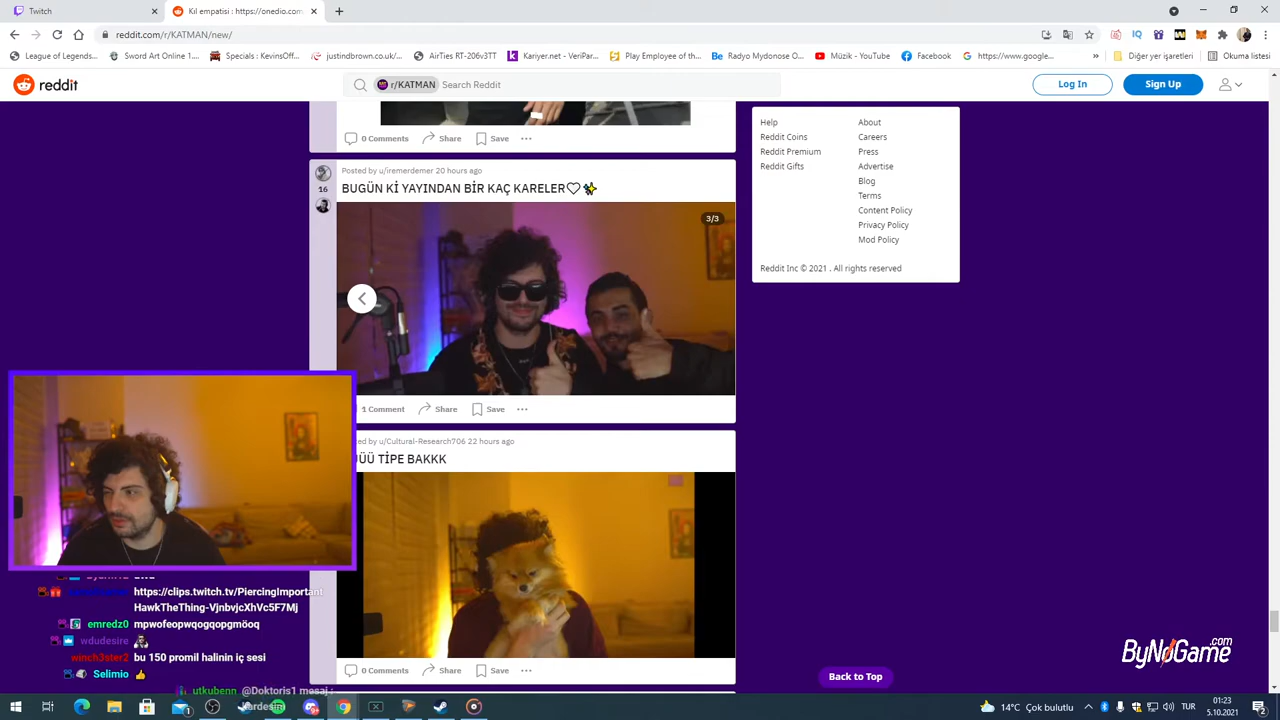 Twitch
Kıl empatisi : https://onedio.com
reddit.com/r/KATMAN/new/
League of Legends...
Sword Art Online 1...
Specials : KevinsOff...
justindbrown.co.uk/...
AirTies RT-206v3TT
Kariyer.net - VeriPar...
Play Employee of th...
Radyo Mydonose O...
Müzik - YouTube
Facebook
https://www.google...
»
Diğer yer işaretleri
Okuma listesi
reddit
r/KATMAN
Search Reddit
Log In
Sign Up
0 Comments
Share
Save
Help
Reddit Coins
Reddit Premium
Reddit Gifts
About
Careers
Press
Advertise
Blog
Terms
Content Policy
Privacy Policy
Mod Policy
Reddit Inc © 2021 . All rights reserved
Posted by u/iremerdemer 20 hours ago
16
BUGÜN Kİ YAYINDAN BİR KAÇ KARELER♡✨
3/3
1 Comment
Share
Save
u/Cultural-Research706 22 hours ago
TİPE BAKKK
0 Comments
Share
Save
https://clips.twitch.tv/PiercingImportant
HawkTheThing-VjnbvjcXhVc5F7Mj
emredz0 mpwofeopwqogqopgmöoq
wdudesire
winch3ster2 bu 150 promil halinin iç sesi
Selimio 👍
utkubenn @Doktoris1 mesaj :
kardeşim
ByNoGame.com
Back to Top
14°C Çok bulutlu
TUR
01:23
5.10.2021
2